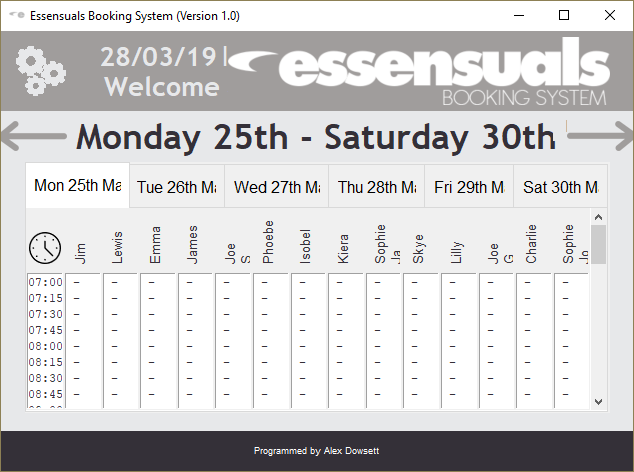 Essensuals Booking System (Version 1.0)
28/03/19 |
Welcome
essensuals
BOOKING SYSTEM
Monday 25th - Saturday 30th
Mon 25th Ma Tue 26th Ma Wed 27th Ma Thu 28th Ma Fri 29th Ma Sat 30th Ma
Jim Lewis Emma James Joe S Phoebe Isobel Kiera Sophie Ja Skye Lilly Joe G Charlie Sophie Jo
07:00 - - - - - - - - - - - - - -
07:15 - - - - - - - - - - - - - -
07:30 - - - - - - - - - - - - - -
07:45 - - - - - - - - - - - - - -
08:00 - - - - - - - - - - - - - -
08:15 - - - - - - - - - - - - - -
08:30 - - - - - - - - - - - - - -
08:45 - - - - - - - - - - - - - -
Programmed by Alex Dowsett